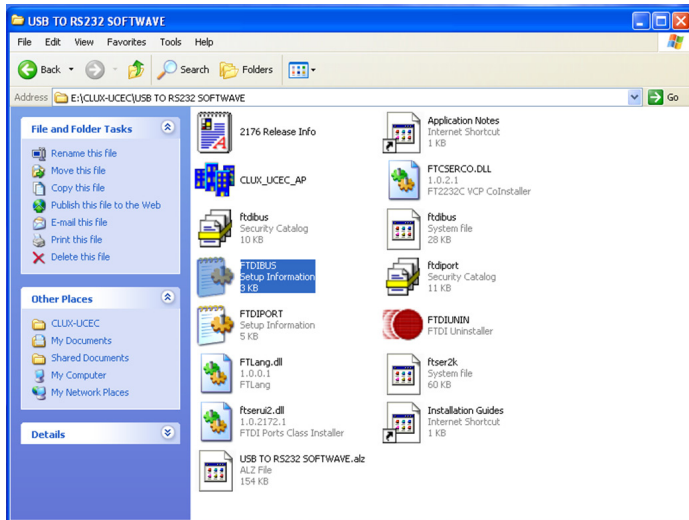 USB TO RS232 SOFTWAVE
File Edit View Favorites Tools Help
Back Search Folders
Address E:\CLUX-UCEC\USB TO RS232 SOFTWAVE Go
File and Folder Tasks
Rename this file
Move this file
Copy this file
Publish this file to the Web
E-mail this file
Print this file
Delete this file
Other Places
CLUX-UCEC
My Documents
Shared Documents
My Computer
My Network Places
Details
2176 Release Info
Application Notes
Internet Shortcut
1 KB
CLUX_UCEC_AP
FTCSERCO.DLL
1.0.2.1
FT2232C VCP CoInstaller
ftdibus
Security Catalog
10 KB
ftdibus
System file
28 KB
FTDIBUS
Setup Information
3 KB
ftdiport
Security Catalog
11 KB
FTDIPORT
Setup Information
5 KB
FTDIUNIN
FTDI Uninstaller
FTLang.dll
1.0.0.1
FTLang
ftser2k
System file
60 KB
ftserui2.dll
1.0.2172.1
FTDI Ports Class Installer
Installation Guides
Internet Shortcut
1 KB
USB TO RS232 SOFTWAVE.alz
ALZ File
154 KB